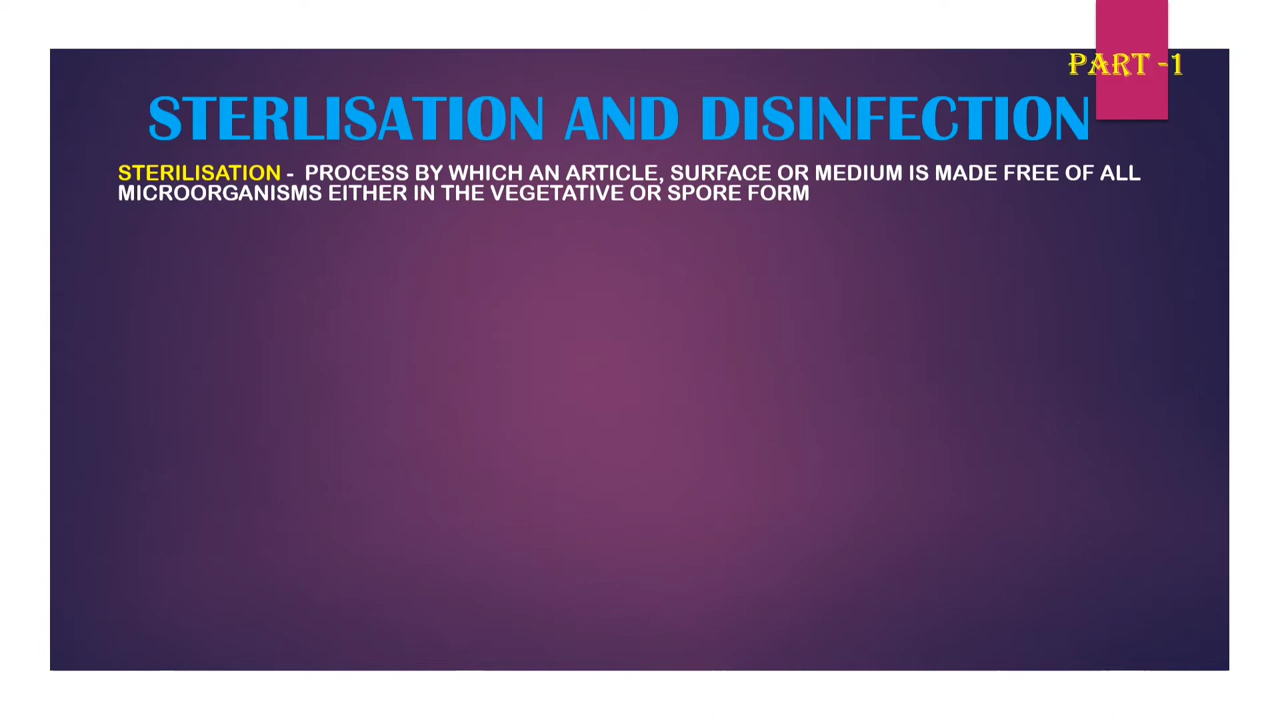 PART -1
STERLISATION AND DISINFECTION
STERILISATION - PROCESS BY WHICH AN ARTICLE, SURFACE OR MEDIUM IS MADE FREE OF ALL
MICROORGANISMS EITHER IN THE VEGETATIVE OR SPORE FORM